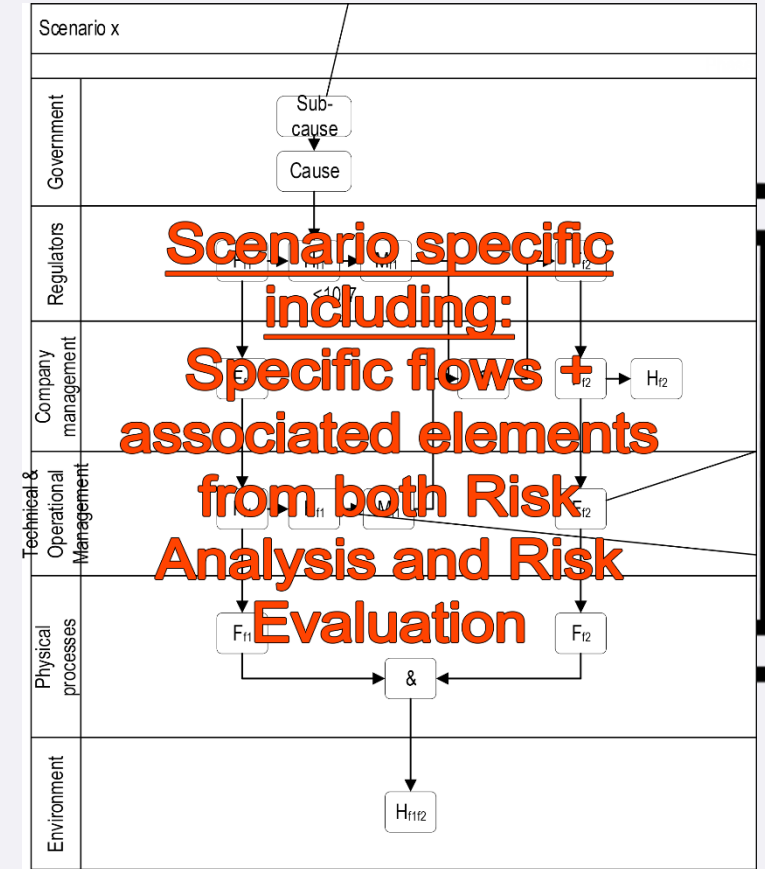 Scenario x
Government
Sub-
cause
Cause
Regulators
Scenario specific
including:
Specific flows +
associated elements
from both Risk
Analysis and Risk
Evaluation
Company
management
Hf2
Technical &
Operational
Management
Physical
processes
Ff1
Ff2
&
Environment
Hf1f2